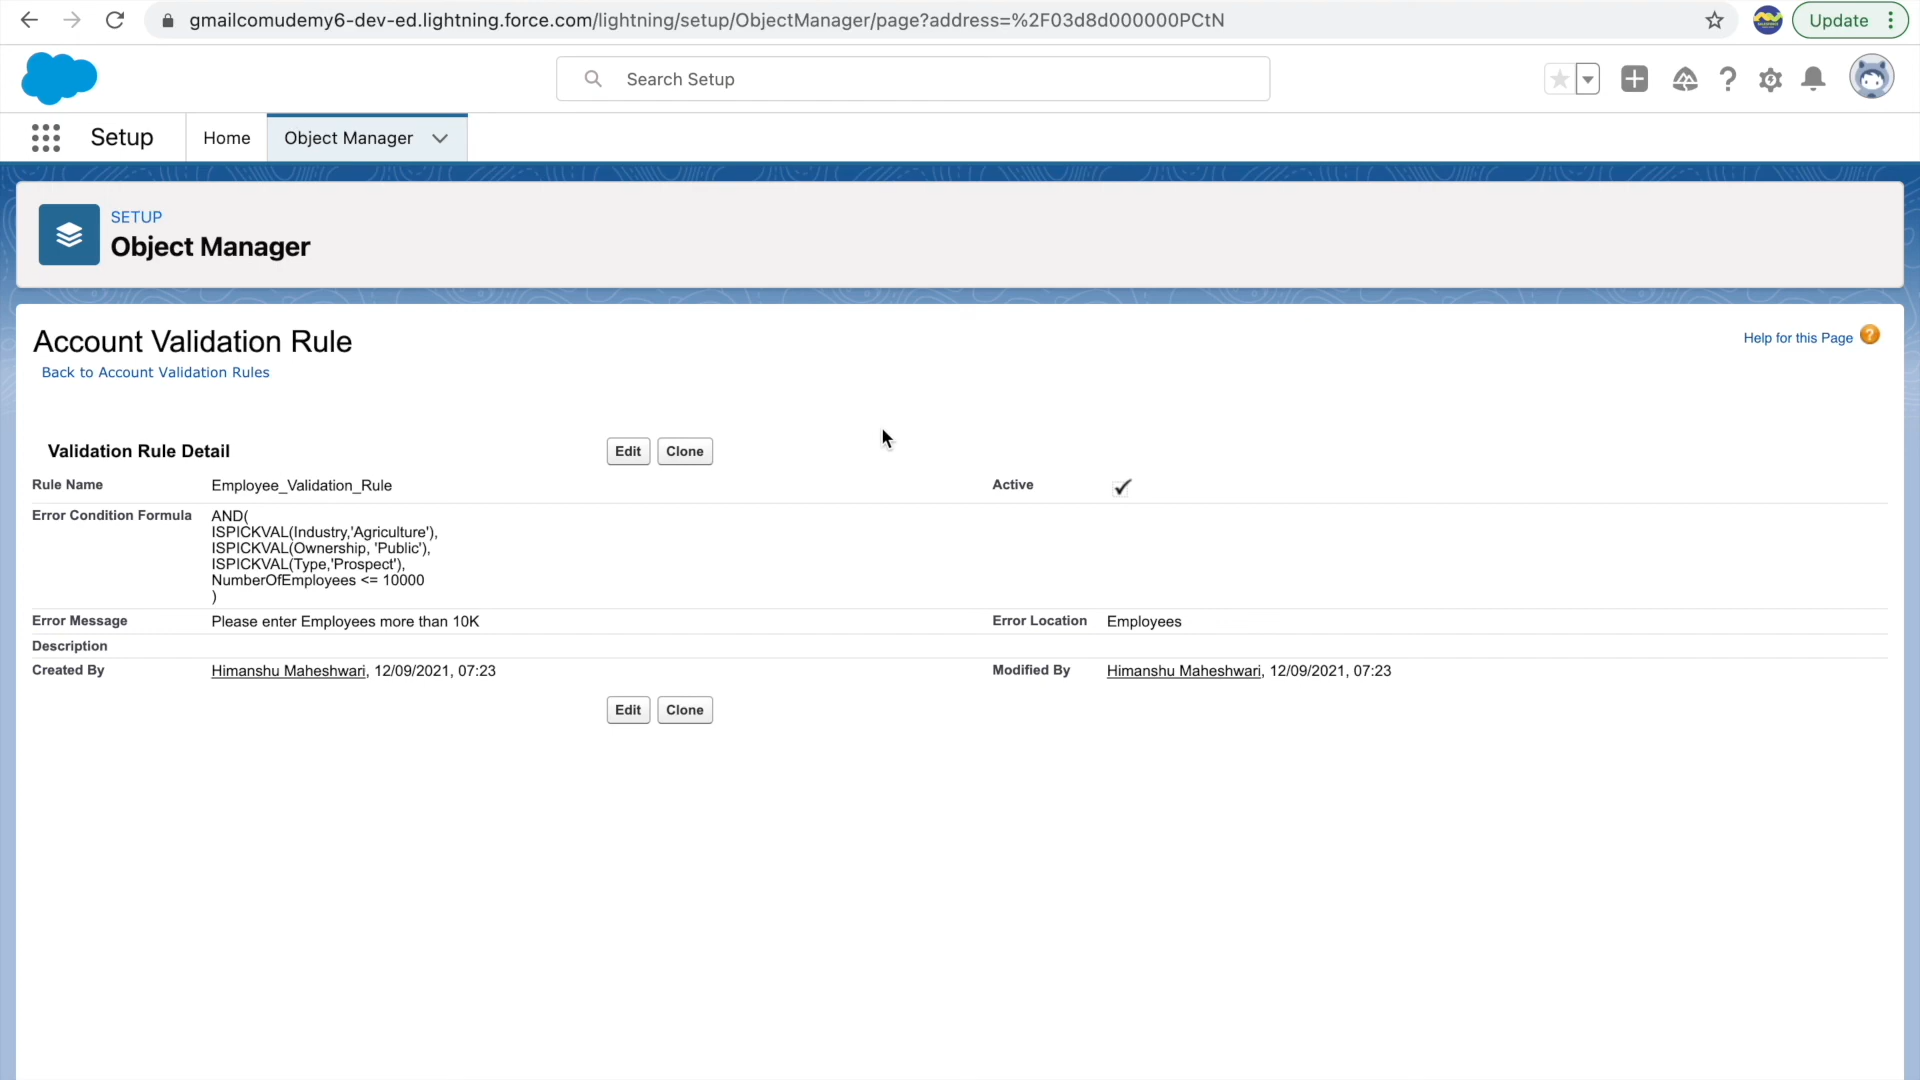 gmailcomudemy6-dev-ed.lightning.force.com/lightning/setup/ObjectManager/page?address=%2F03d8d000000PCtN
Update
Search Setup
Setup
Home
Object Manager
SETUP
Object Manager
Account Validation Rule
Help for this Page
Back to Account Validation Rules
Validation Rule Detail
Edit
Clone
Rule Name
Employee_Validation_Rule
Active
Error Condition Formula
AND(
ISPICKVAL(Industry,'Agriculture'),
ISPICKVAL(Ownership, 'Public'),
ISPICKVAL(Type,'Prospect'),
NumberOfEmployees <= 10000
)
Error Message
Please enter Employees more than 10K
Error Location
Employees
Description
Created By
Himanshu Maheshwari, 12/09/2021, 07:23
Modified By
Himanshu Maheshwari, 12/09/2021, 07:23
Edit
Clone